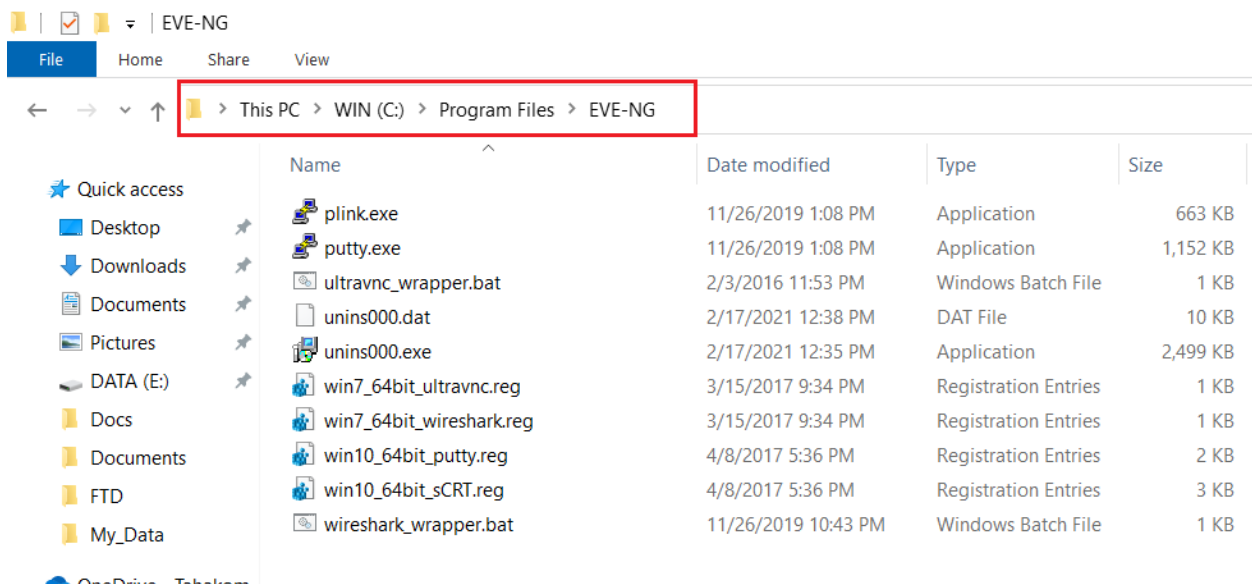 EVE-NG
File Home Share View
This PC > WIN (C:) > Program Files > EVE-NG
Name Date modified Type Size
Quick access
Desktop
Downloads
Documents
Pictures
DATA (E:)
Docs
Documents
FTD
My_Data
plink.exe 11/26/2019 1:08 PM Application 663 KB
putty.exe 11/26/2019 1:08 PM Application 1,152 KB
ultravnc_wrapper.bat 2/3/2016 11:53 PM Windows Batch File 1 KB
unins000.dat 2/17/2021 12:38 PM DAT File 10 KB
unins000.exe 2/17/2021 12:35 PM Application 2,499 KB
win7_64bit_ultravnc.reg 3/15/2017 9:34 PM Registration Entries 1 KB
win7_64bit_wireshark.reg 3/15/2017 9:34 PM Registration Entries 1 KB
win10_64bit_putty.reg 4/8/2017 5:36 PM Registration Entries 2 KB
win10_64bit_sCRT.reg 4/8/2017 5:36 PM Registration Entries 3 KB
wireshark_wrapper.bat 11/26/2019 10:43 PM Windows Batch File 1 KB